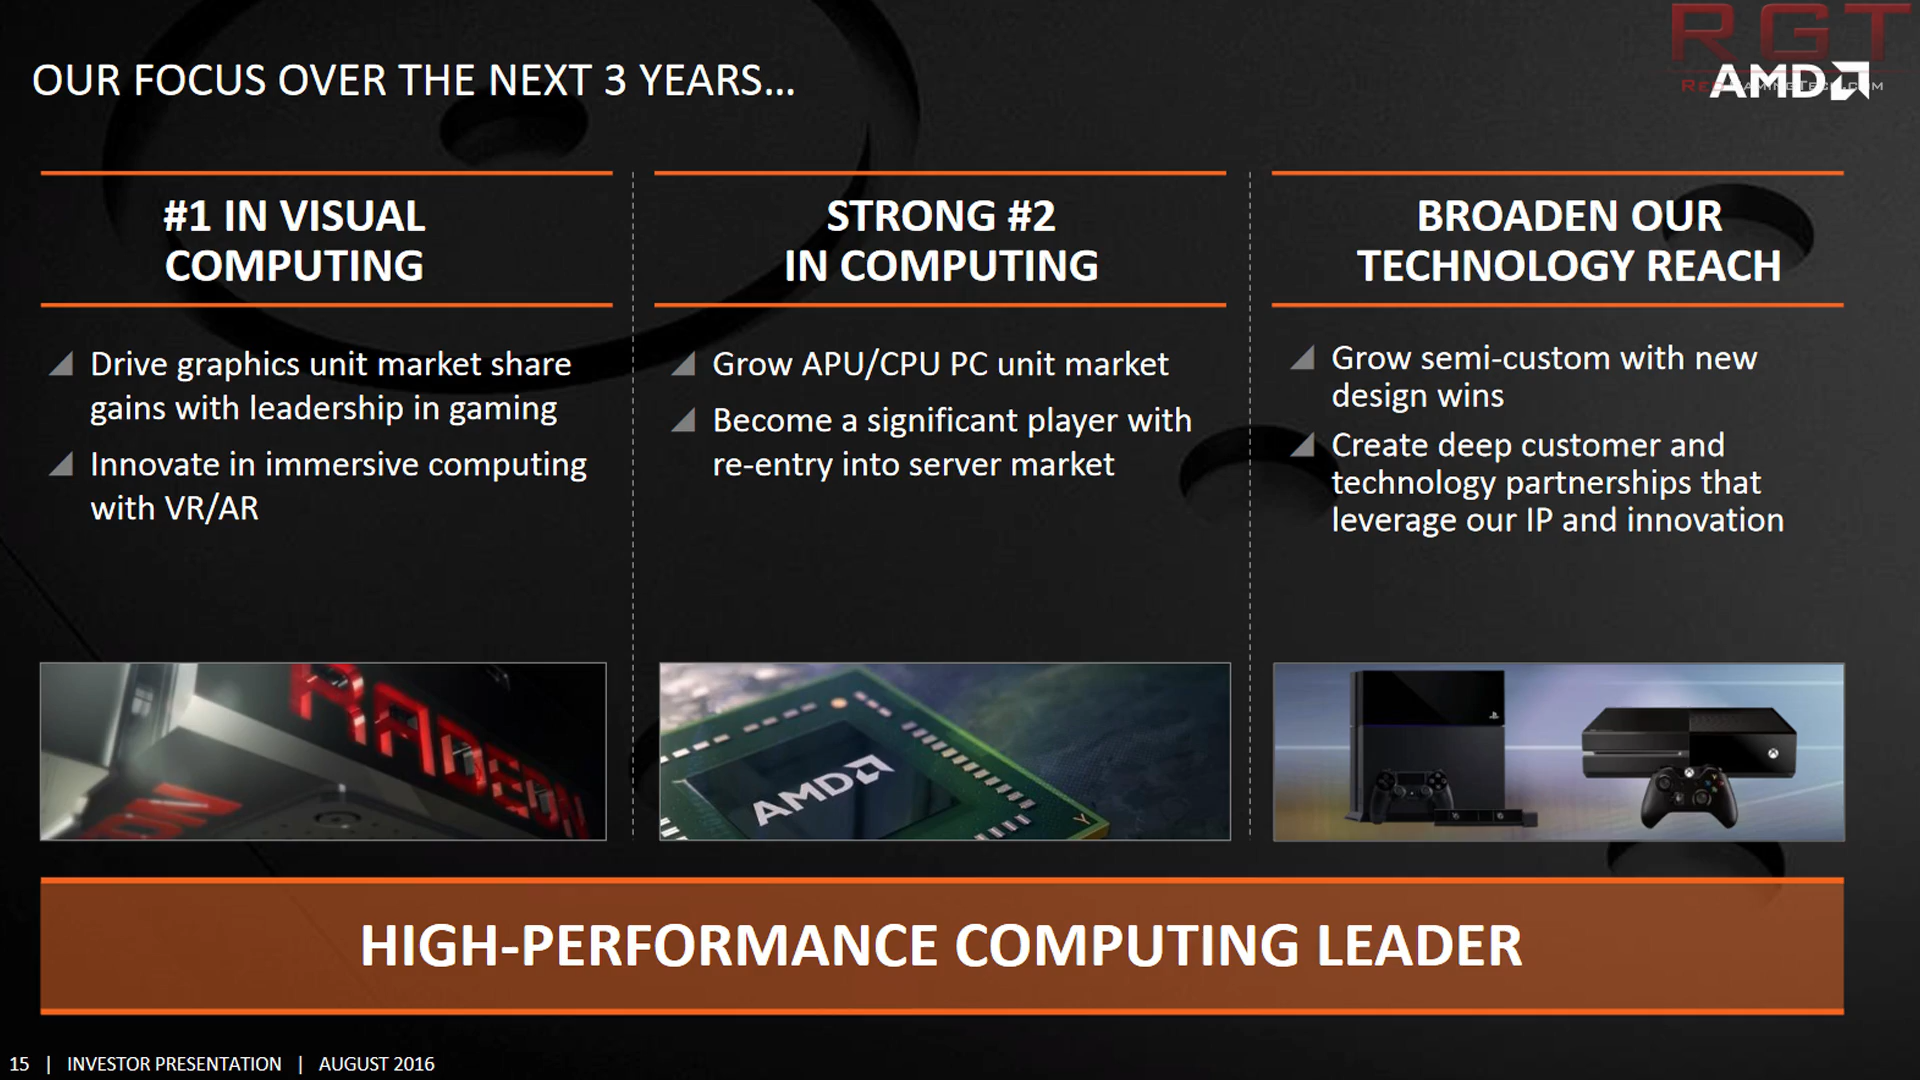 RGT
OUR FOCUS OVER THE NEXT 3 YEARS...
AMD
#1 IN VISUAL
COMPUTING
Drive graphics unit market share
gains with leadership in gaming
Innovate in immersive computing
with VR/AR
RADEON
STRONG #2
IN COMPUTING
Grow APU/CPU PC unit market
Become a significant player with
re-entry into server market
AMD
BROADEN OUR
TECHNOLOGY REACH
Grow semi-custom with new
design wins
Create deep customer and
technology partnerships that
leverage our IP and innovation
HIGH-PERFORMANCE COMPUTING LEADER
15 | INVESTOR PRESENTATION | AUGUST 2016